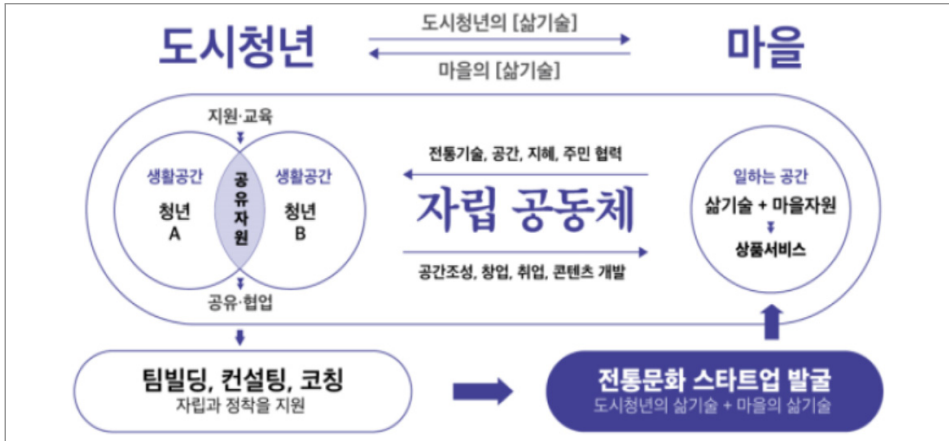 도시청년의 [삶기술]
도시청년
마을
마을의 [삶기술]
지원·교육
생활공간
청년
A
공유자원
생활공간
청년
B
공유·협업
전통기술, 공간, 지혜, 주민 협력
자립 공동체
공간조성, 창업, 취업, 콘텐츠 개발
일하는 공간
삶기술 + 마을자원
상품서비스
팀빌딩, 컨설팅, 코칭
자립과 정착을 지원
전통문화 스타트업 발굴
도시청년의 삶기술 + 마을의 삶기술